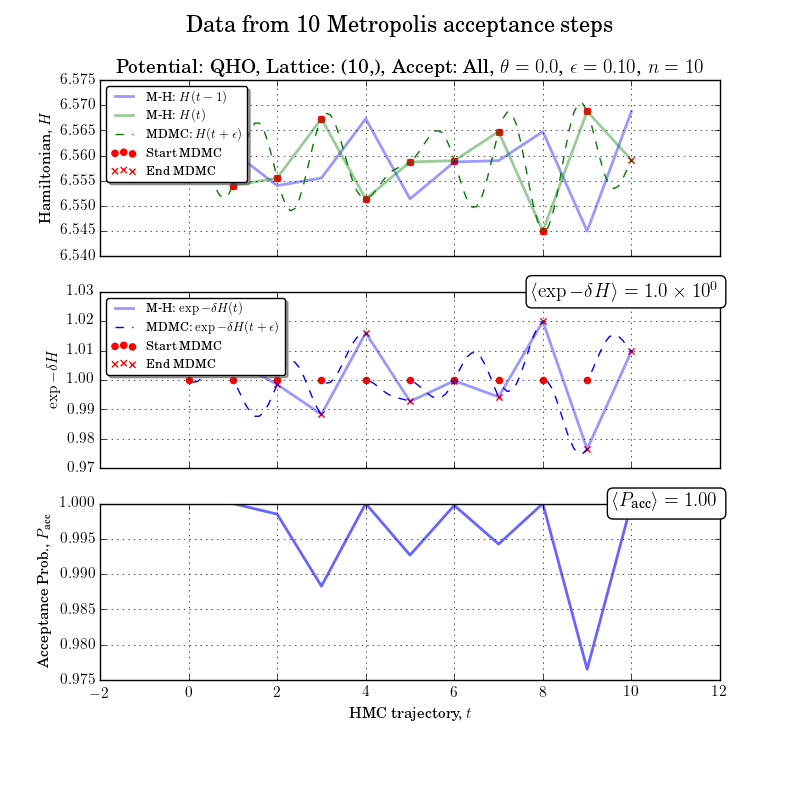 Data from 10 Metropolis acceptance steps
Potential: QHO, Lattice: (10,), Accept: All, θ = 0.0, ϵ = 0.10, n = 10
6.575
6.570
6.565
6.560
6.555
6.550
6.545
6.540
Hamiltonian, H
M-H: H(t − 1)
M-H: H(t)
MDMC: H(t + ϵ)
Start MDMC
End MDMC
1.03
1.02
1.01
1.00
0.99
0.98
0.97
exp −δH
M-H: exp −δH(t)
MDMC: exp −δH(t + ϵ)
Start MDMC
End MDMC
⟨exp −δH⟩ = 1.0 × 10⁰
1.000
0.995
0.990
0.985
0.980
0.975
Acceptance Prob., P_acc
⟨P_acc⟩ = 1.00
−2 0 2 4 6 8 10 12
HMC trajectory, t